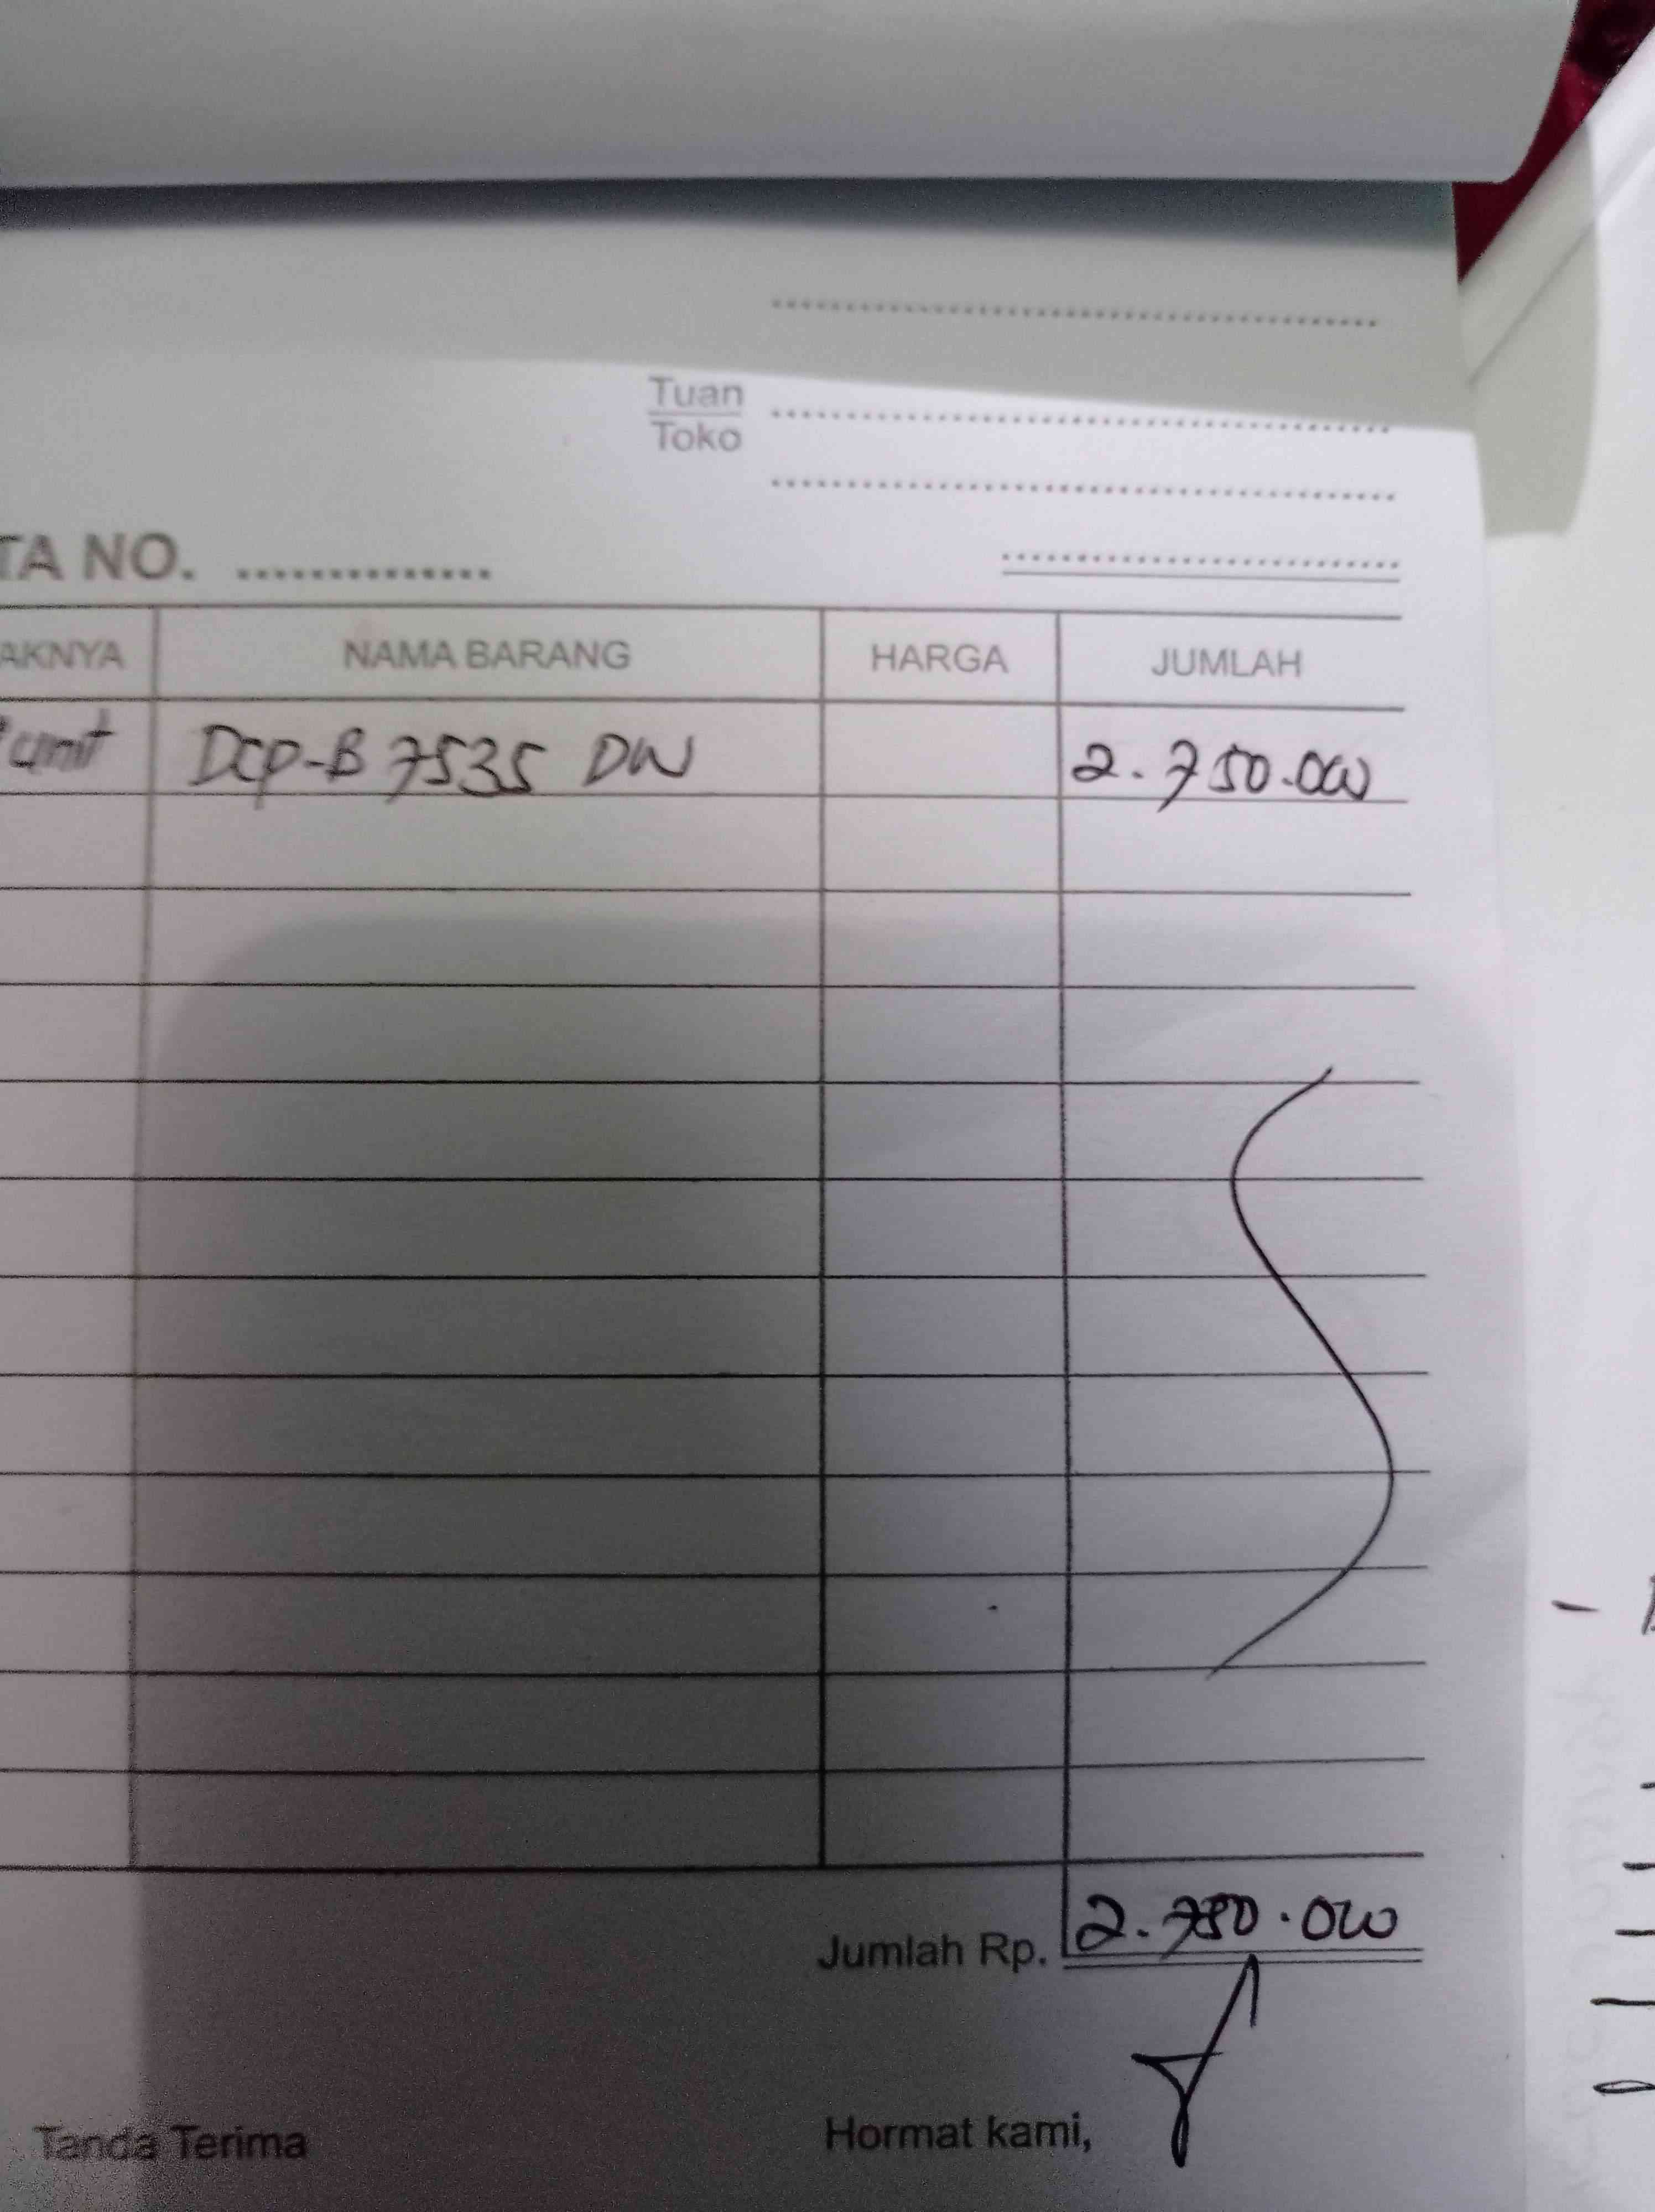 Tuan
Toko
TA NO. ..............
AKNYA NAMA BARANG HARGA JUMLAH
unit DCP-B 7535 DW 2.750.000
Jumlah Rp. 2.750.000
Tanda Terima Hormat kami,